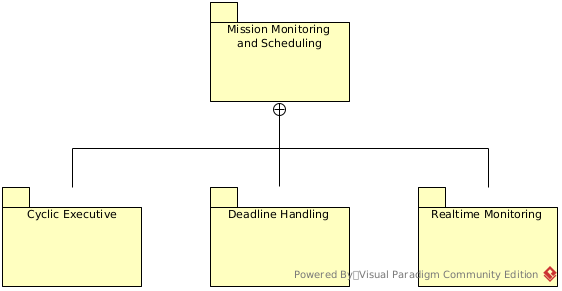 Mission Monitoring
and Scheduling
Cyclic Executive
Deadline Handling
Realtime Monitoring
Powered By Visual Paradigm Community Edition